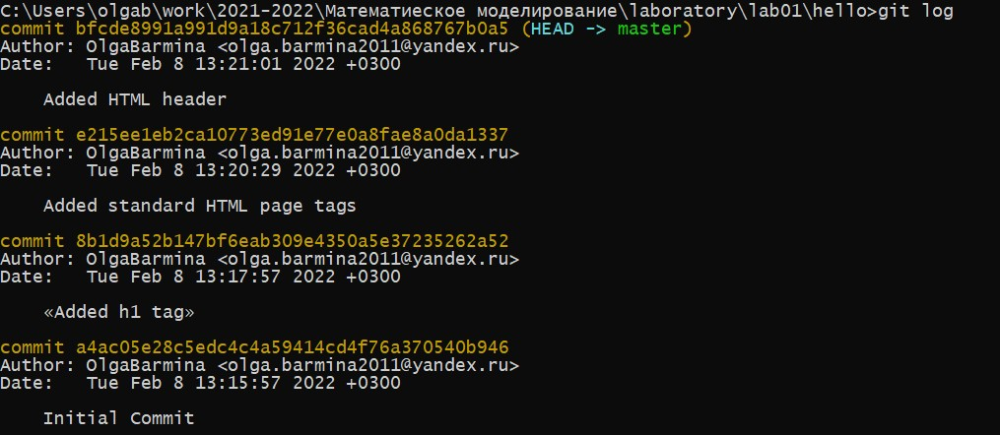 C:\Users\olgab\work\2021-2022\Математиеское моделирование\laboratory\lab01\hello>git log
commit bfcde8991a991d9a18c712f36cad4a868767b0a5 (HEAD -> master)
Author: OlgaBarmina <olga.barmina2011@yandex.ru>
Date:   Tue Feb 8 13:21:01 2022 +0300
    Added HTML header
commit e215ee1eb2ca10773ed91e77e0a8fae8a0da1337
Author: OlgaBarmina <olga.barmina2011@yandex.ru>
Date:   Tue Feb 8 13:20:29 2022 +0300
    Added standard HTML page tags
commit 8b1d9a52b147bf6eab309e4350a5e37235262a52
Author: OlgaBarmina <olga.barmina2011@yandex.ru>
Date:   Tue Feb 8 13:17:57 2022 +0300
    «Added h1 tag»
commit a4ac05e28c5edc4c4a59414cd4f76a370540b946
Author: OlgaBarmina <olga.barmina2011@yandex.ru>
Date:   Tue Feb 8 13:15:57 2022 +0300
    Initial Commit